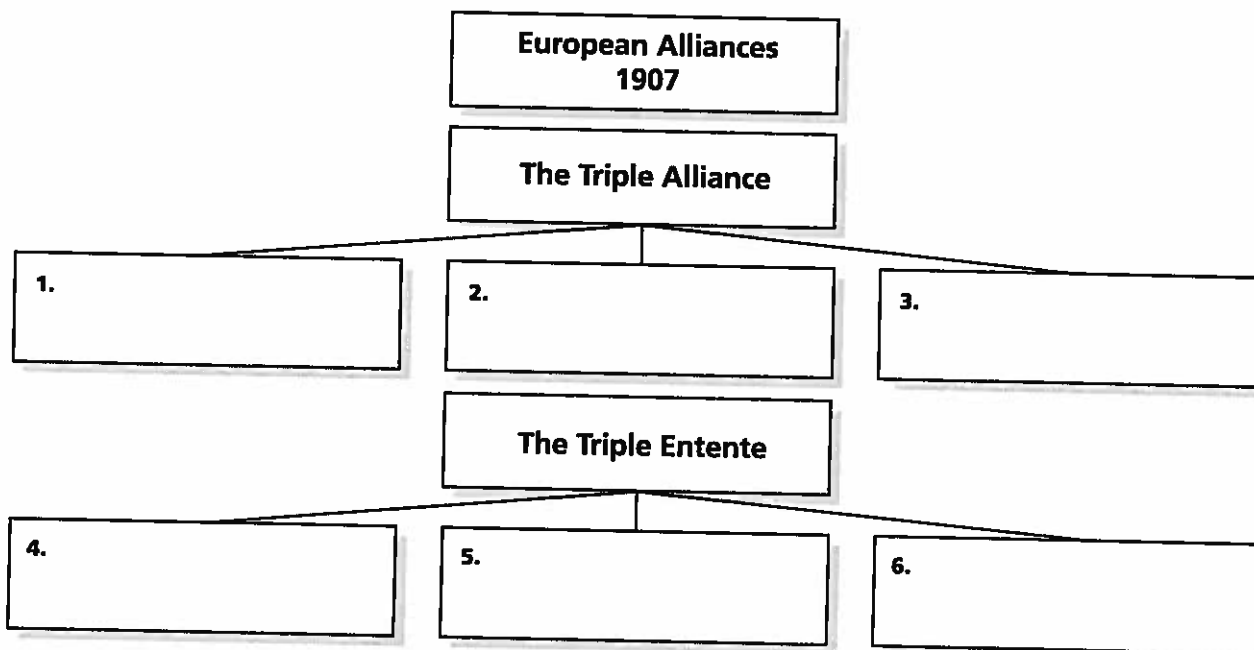 European Alliances
1907
The Triple Alliance
1.
2.
3.
The Triple Entente
4.
5.
6.